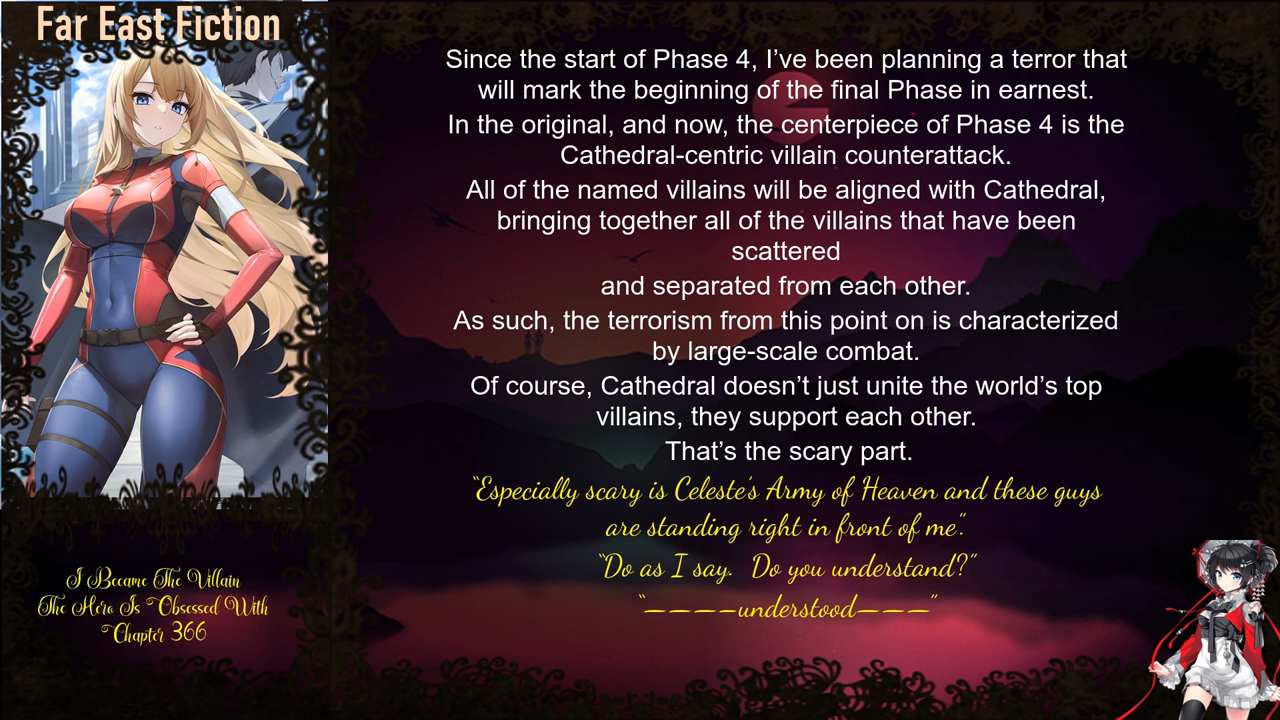 Far East Fiction
Since the start of Phase 4, I’ve been planning a terror that
will mark the beginning of the final Phase in earnest.
In the original, and now, the centerpiece of Phase 4 is the
Cathedral-centric villain counterattack.
All of the named villains will be aligned with Cathedral,
bringing together all of the villains that have been
scattered
and separated from each other.
As such, the terrorism from this point on is characterized
by large-scale combat.
Of course, Cathedral doesn’t just unite the world’s top
villains, they support each other.
That’s the scary part.
“Especially scary is Celeste’s Army of Heaven and these guys
are standing right in front of me”.
“Do as I say.  Do you understand?”
“————understood———”
I Became The Villain
The Hero Is Obsessed With
Chapter 366